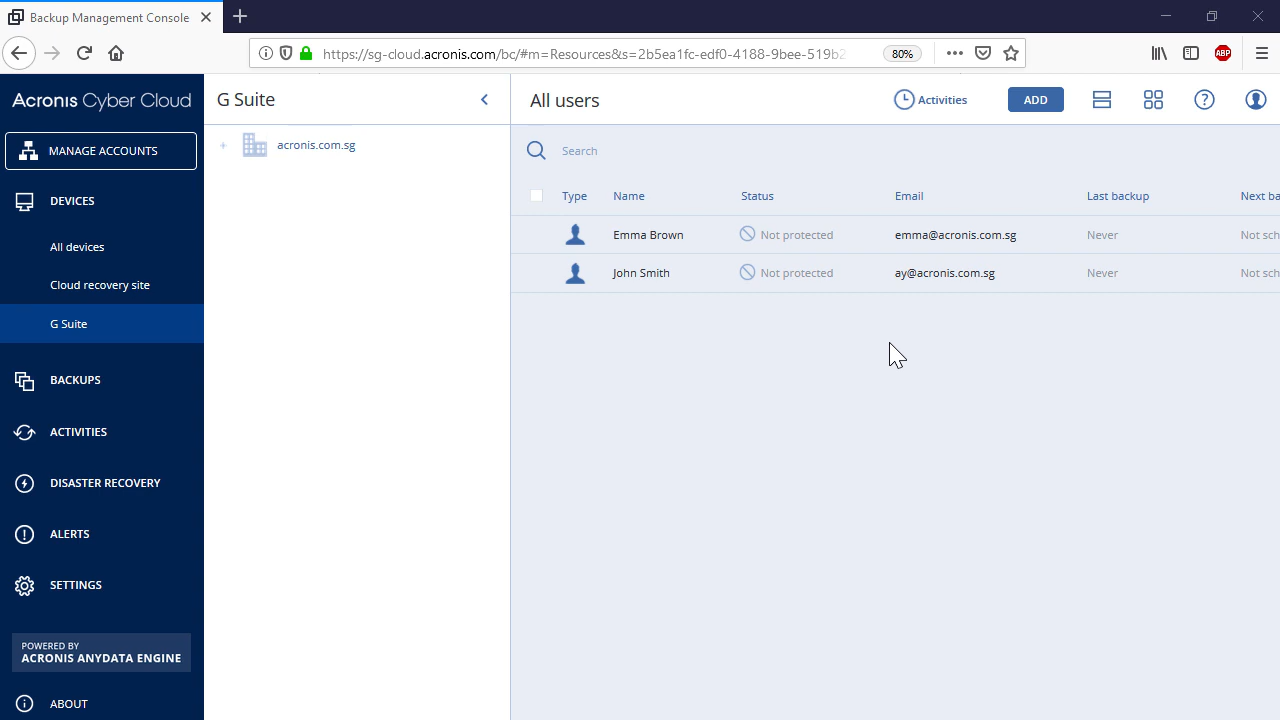 Backup Management Console
https://sg-cloud.acronis.com/bc/#m=Resources&s=2b5ea1fc-edf0-4188-9bee-519b2
80%
ABP
Acronis Cyber Cloud
MANAGE ACCOUNTS
DEVICES
All devices
Cloud recovery site
G Suite
BACKUPS
ACTIVITIES
DISASTER RECOVERY
ALERTS
SETTINGS
POWERED BY
ACRONIS ANYDATA ENGINE
ABOUT
G Suite
acronis.com.sg
All users
Activities
ADD
Search
Type Name Status Email Last backup Next ba
Emma Brown Not protected emma@acronis.com.sg Never Not sch
John Smith Not protected ay@acronis.com.sg Never Not sch